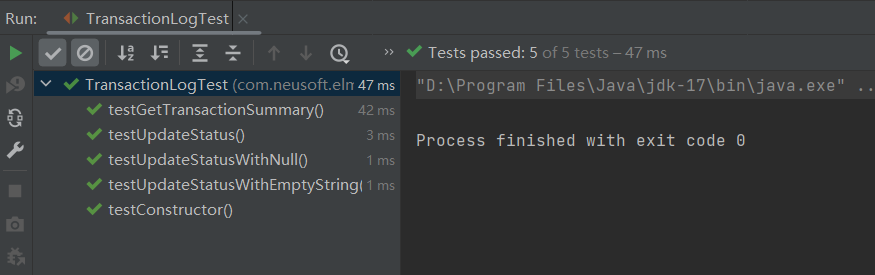 Run: TransactionLogTest
Tests passed: 5 of 5 tests – 47 ms
TransactionLogTest (com.neusoft.elm 47 ms
testGetTransactionSummary() 42 ms
testUpdateStatus() 3 ms
testUpdateStatusWithNull() 1 ms
testUpdateStatusWithEmptyString( 1 ms
testConstructor()
"D:\Program Files\Java\jdk-17\bin\java.exe" ..
Process finished with exit code 0